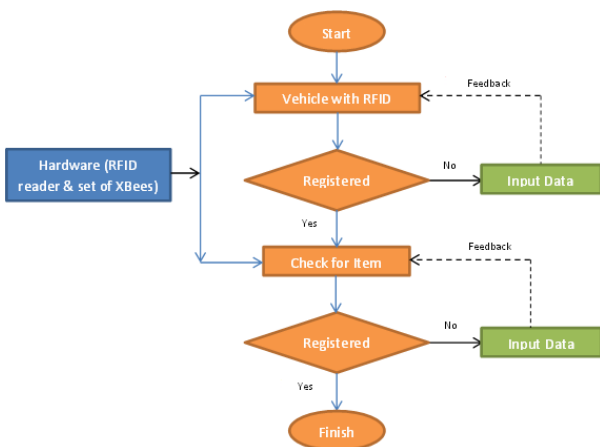 Start
Feedback
Vehicle with RFID
Hardware (RFID
reader & set of XBees)
Registered
No
Input Data
Yes
Feedback
Check for Item
Registered
No
Input Data
Yes
Finish